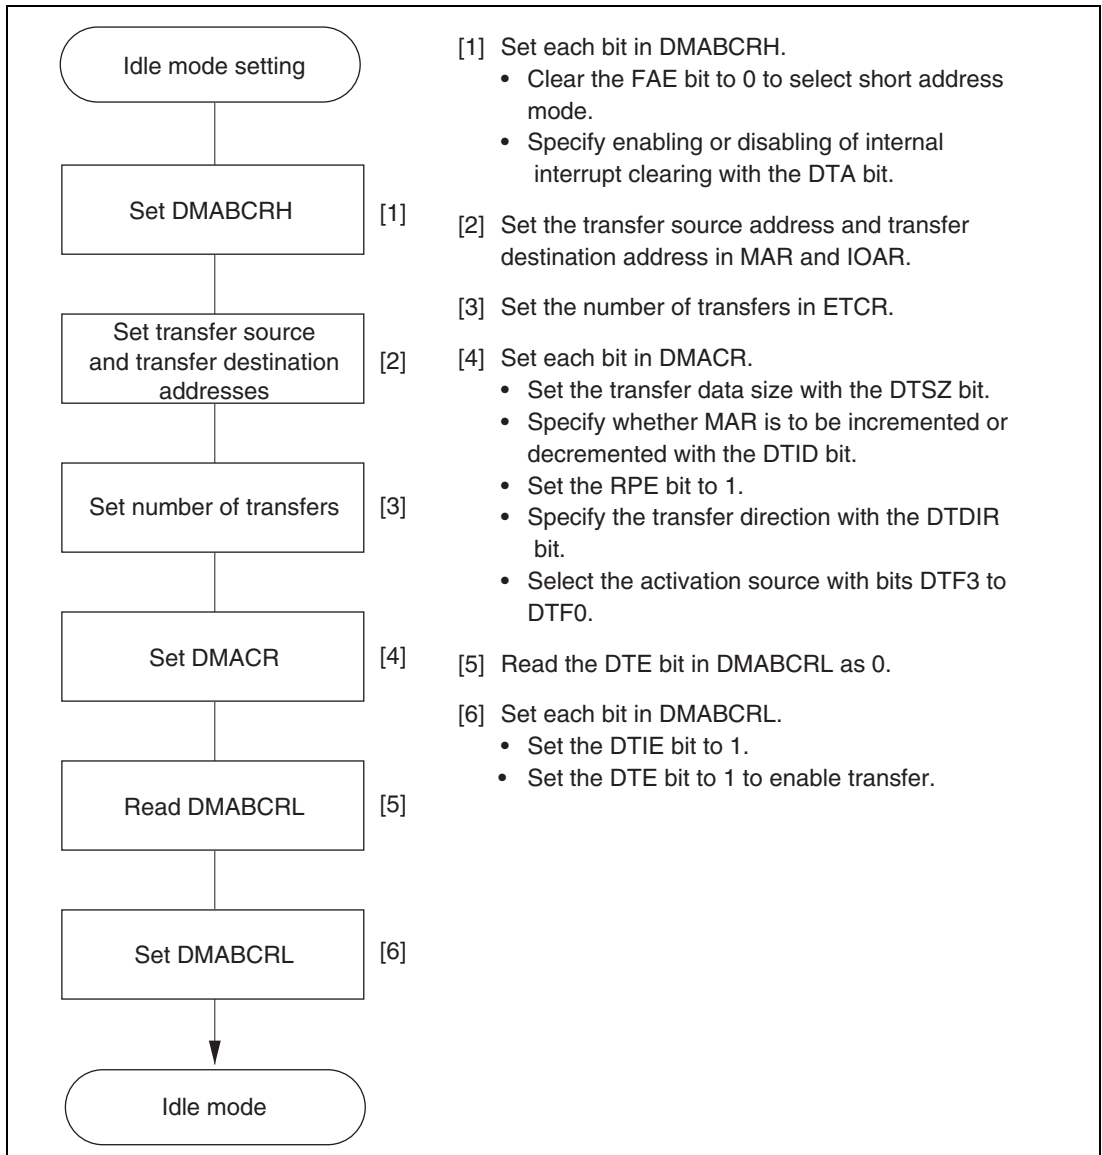 Idle mode setting
Set DMABCRH
[1]
Set transfer source
and transfer destination
addresses
[2]
Set number of transfers
[3]
Set DMACR
[4]
Read DMABCRL
[5]
Set DMABCRL
[6]
Idle mode
[1] Set each bit in DMABCRH.
• Clear the FAE bit to 0 to select short address
mode.
• Specify enabling or disabling of internal
interrupt clearing with the DTA bit.
[2] Set the transfer source address and transfer
destination address in MAR and IOAR.
[3] Set the number of transfers in ETCR.
[4] Set each bit in DMACR.
• Set the transfer data size with the DTSZ bit.
• Specify whether MAR is to be incremented or
decremented with the DTID bit.
• Set the RPE bit to 1.
• Specify the transfer direction with the DTDIR
bit.
• Select the activation source with bits DTF3 to
DTF0.
[5] Read the DTE bit in DMABCRL as 0.
[6] Set each bit in DMABCRL.
• Set the DTIE bit to 1.
• Set the DTE bit to 1 to enable transfer.